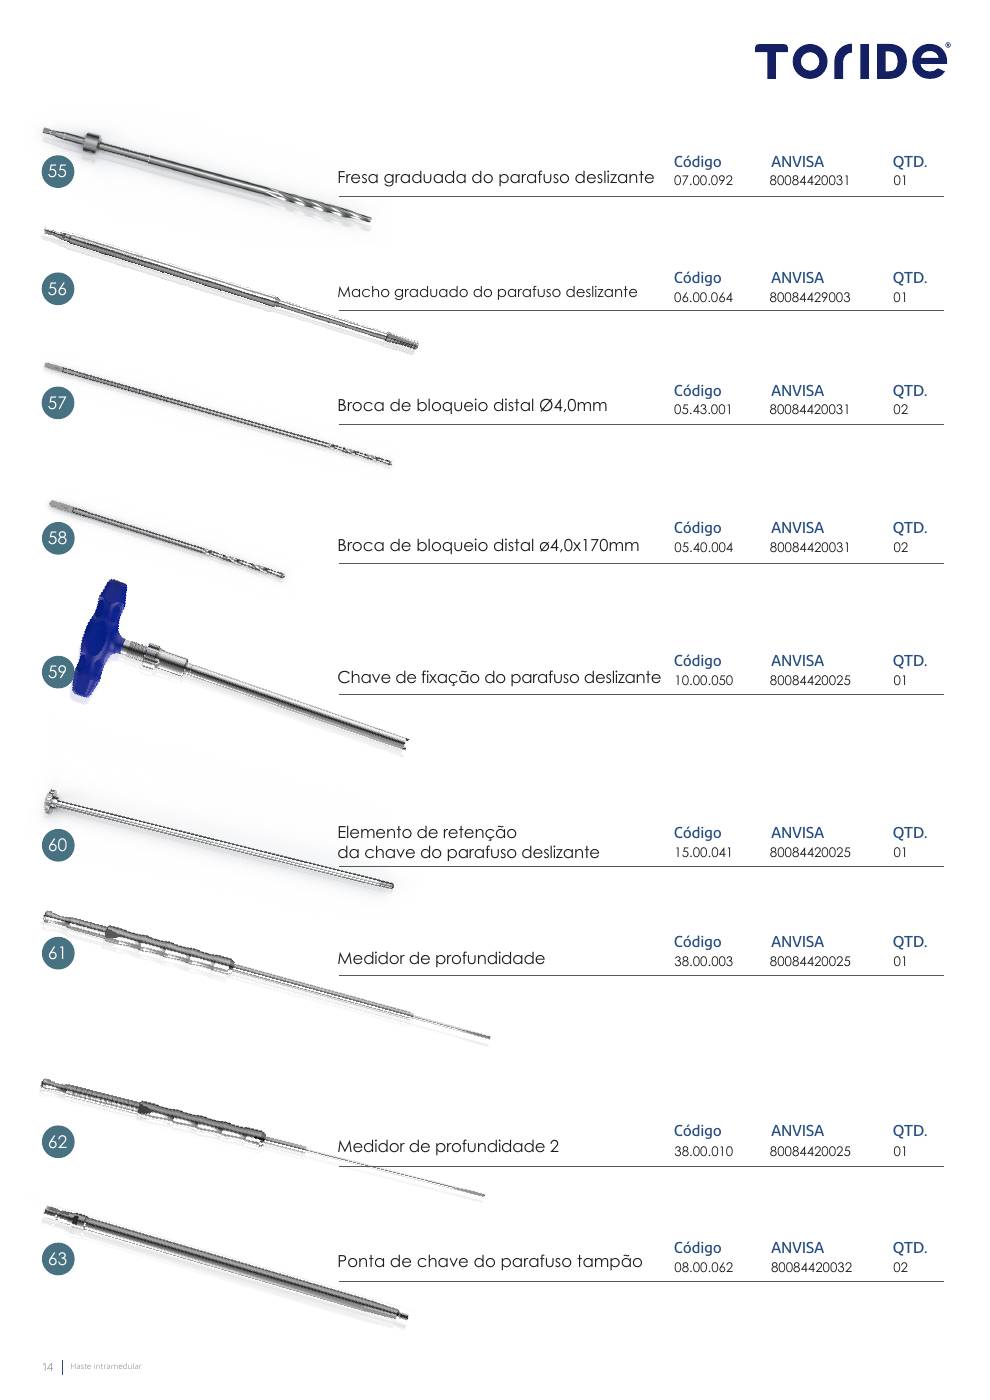 TORIDE®
55
Fresa graduada do parafuso deslizante
Código ANVISA QTD.
07.00.092 80084420031 01
56
Macho graduado do parafuso deslizante
Código ANVISA QTD.
06.00.064 80084429003 01
57
Broca de bloqueio distal Ø4,0mm
Código ANVISA QTD.
05.43.001 80084420031 02
58
Broca de bloqueio distal ø4,0x170mm
Código ANVISA QTD.
05.40.004 80084420031 02
59
Chave de fixação do parafuso deslizante
Código ANVISA QTD.
10.00.050 80084420025 01
60
Elemento de retenção
da chave do parafuso deslizante
Código ANVISA QTD.
15.00.041 80084420025 01
61
Medidor de profundidade
Código ANVISA QTD.
38.00.003 80084420025 01
62
Medidor de profundidade 2
Código ANVISA QTD.
38.00.010 80084420025 01
63
Ponta de chave do parafuso tampão
Código ANVISA QTD.
08.00.062 80084420032 02
14 Haste intramedular